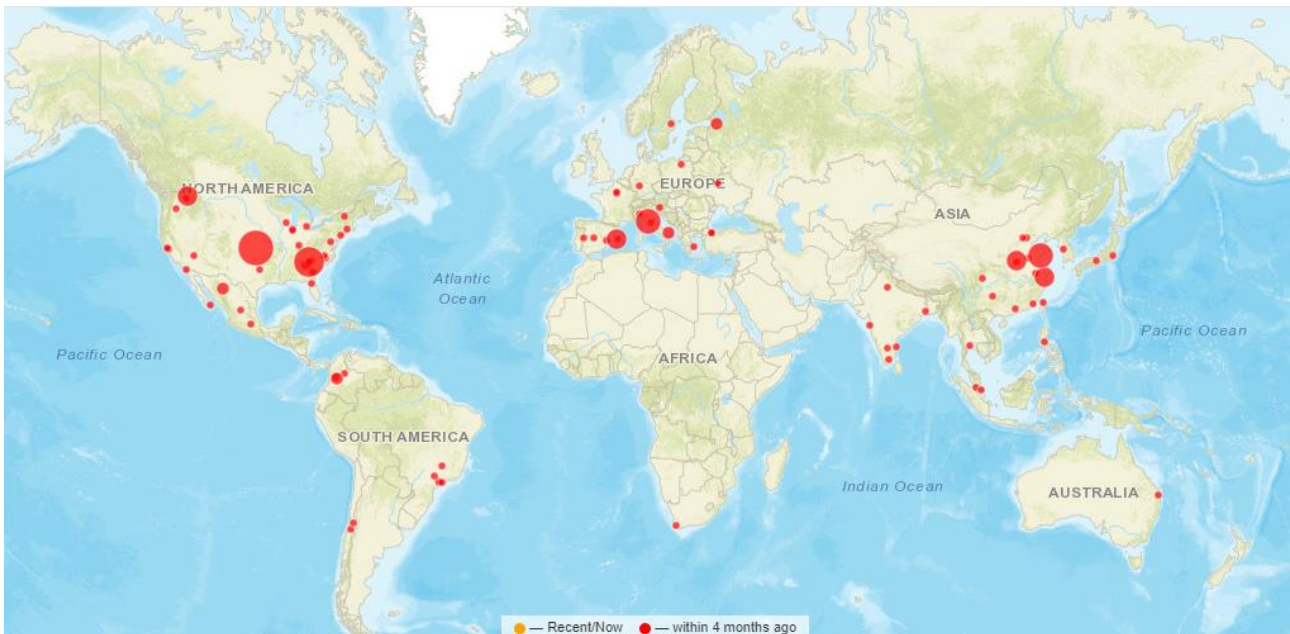 NORTH AMERICA
EUROPE
ASIA
Atlantic
Ocean
Pacific Ocean
Pacific Ocean
AFRICA
SOUTH AMERICA
Indian Ocean
AUSTRALIA
— Recent/Now — within 4 months ago